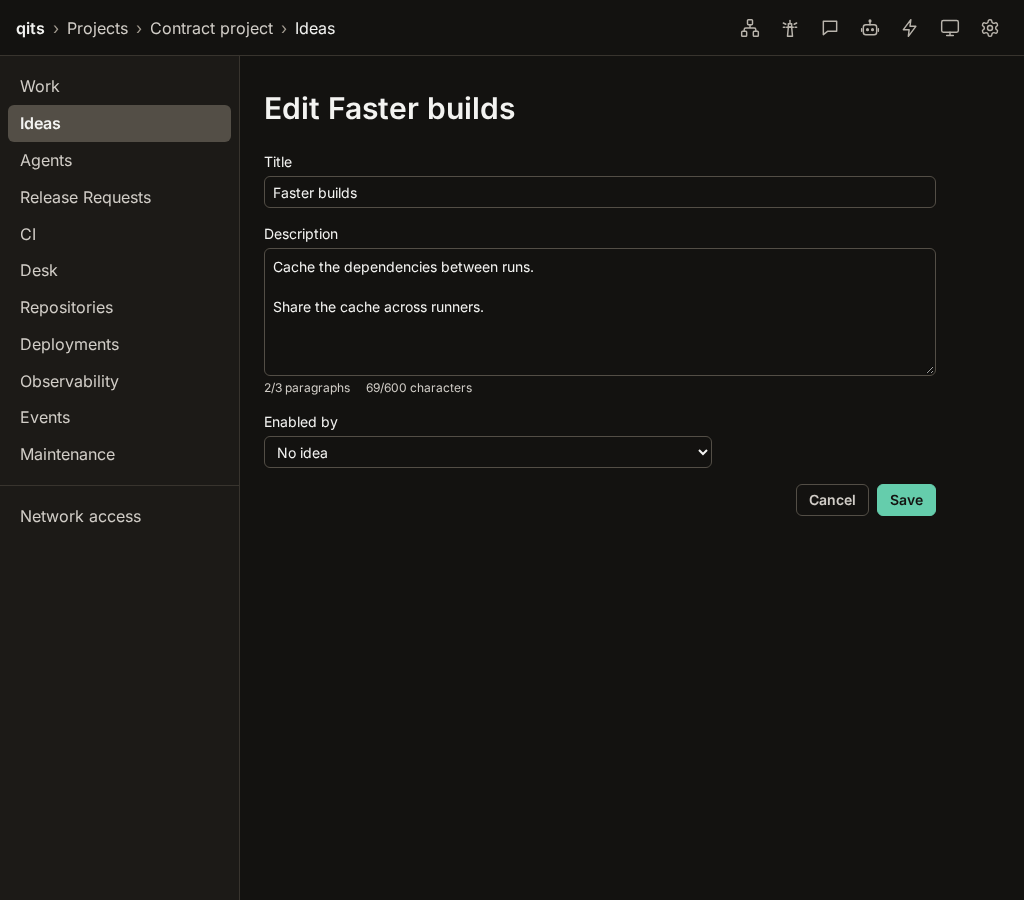 qits › Projects › Contract project › Ideas
Work
Ideas
Agents
Release Requests
CI
Desk
Repositories
Deployments
Observability
Events
Maintenance
Network access
Edit Faster builds
Title
Faster builds
Description
Cache the dependencies between runs.
Share the cache across runners.
2/3 paragraphs 69/600 characters
Enabled by
No idea
Cancel Save